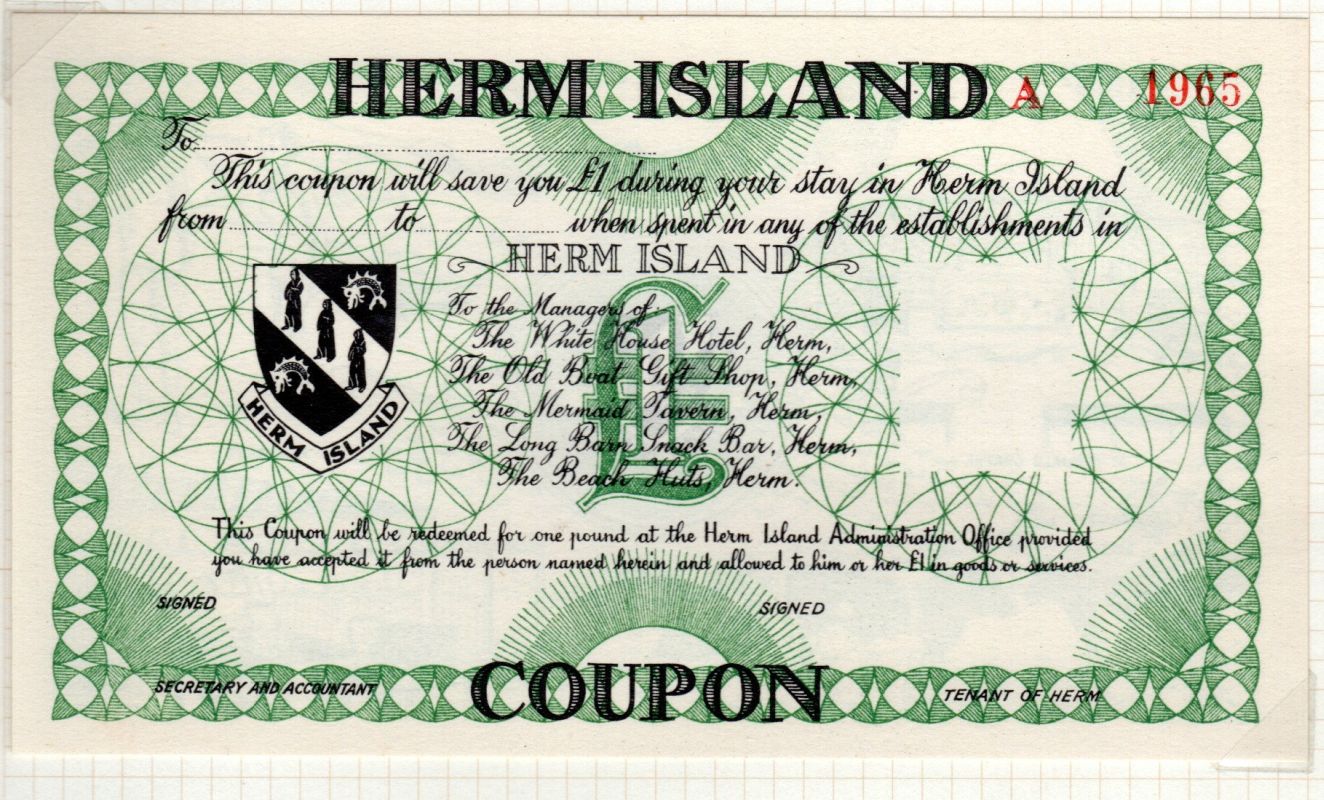 HERM ISLAND A 1965
To
This coupon will save you £1 during your stay in Herm Island
from to when spent in any of the establishments in
HERM ISLAND
To the Managers of:
The White House Hotel, Herm,
The Old Boat Gift Shop, Herm,
The Mermaid Tavern, Herm,
The Long Barn Snack Bar, Herm,
The Beach Huts, Herm.
£
HERM ISLAND
This Coupon will be redeemed for one pound at the Herm Island Administration Office provided
you have accepted it from the person named herein and allowed to him or her £1 in goods or services.
SIGNED SIGNED
SECRETARY AND ACCOUNTANT COUPON TENANT OF HERM